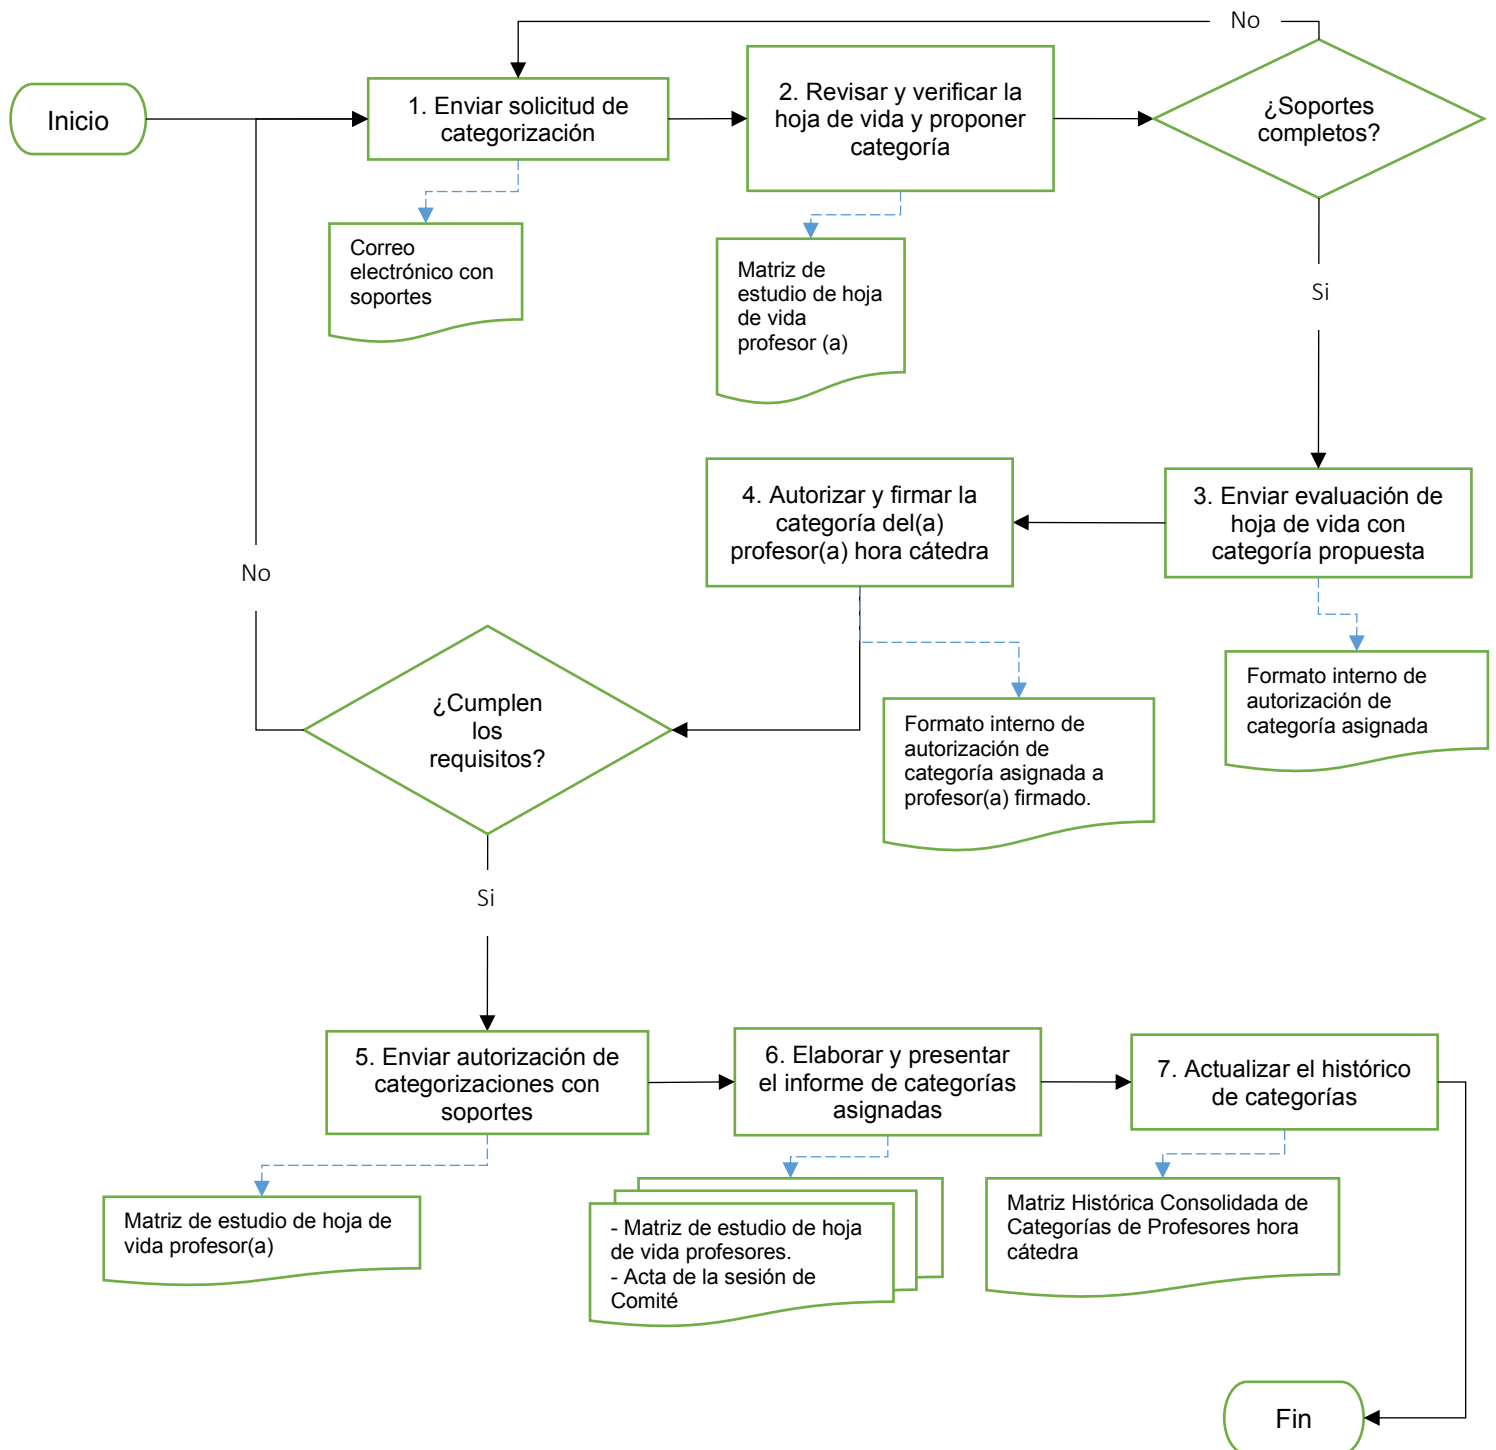 No
Inicio
1. Enviar solicitud de
categorización
2. Revisar y verificar la
hoja de vida y proponer
categoría
¿Soportes
completos?
Correo
electrónico con
soportes
Matriz de
estudio de hoja
de vida
profesor (a)
Si
4. Autorizar y firmar la
categoría del(a)
profesor(a) hora cátedra
3. Enviar evaluación de
hoja de vida con
categoría propuesta
No
¿Cumplen
los
requisitos?
Formato interno de
autorización de
categoría asignada a
profesor(a) firmado.
Formato interno de
autorización de
categoría asignada
Si
5. Enviar autorización de
categorizaciones con
soportes
6. Elaborar y presentar
el informe de categorías
asignadas
7. Actualizar el histórico
de categorías
Matriz de estudio de hoja de
vida profesor(a)
- Matriz de estudio de hoja
de vida profesores.
- Acta de la sesión de
Comité
Matriz Histórica Consolidada de
Categorías de Profesores hora
cátedra
Fin